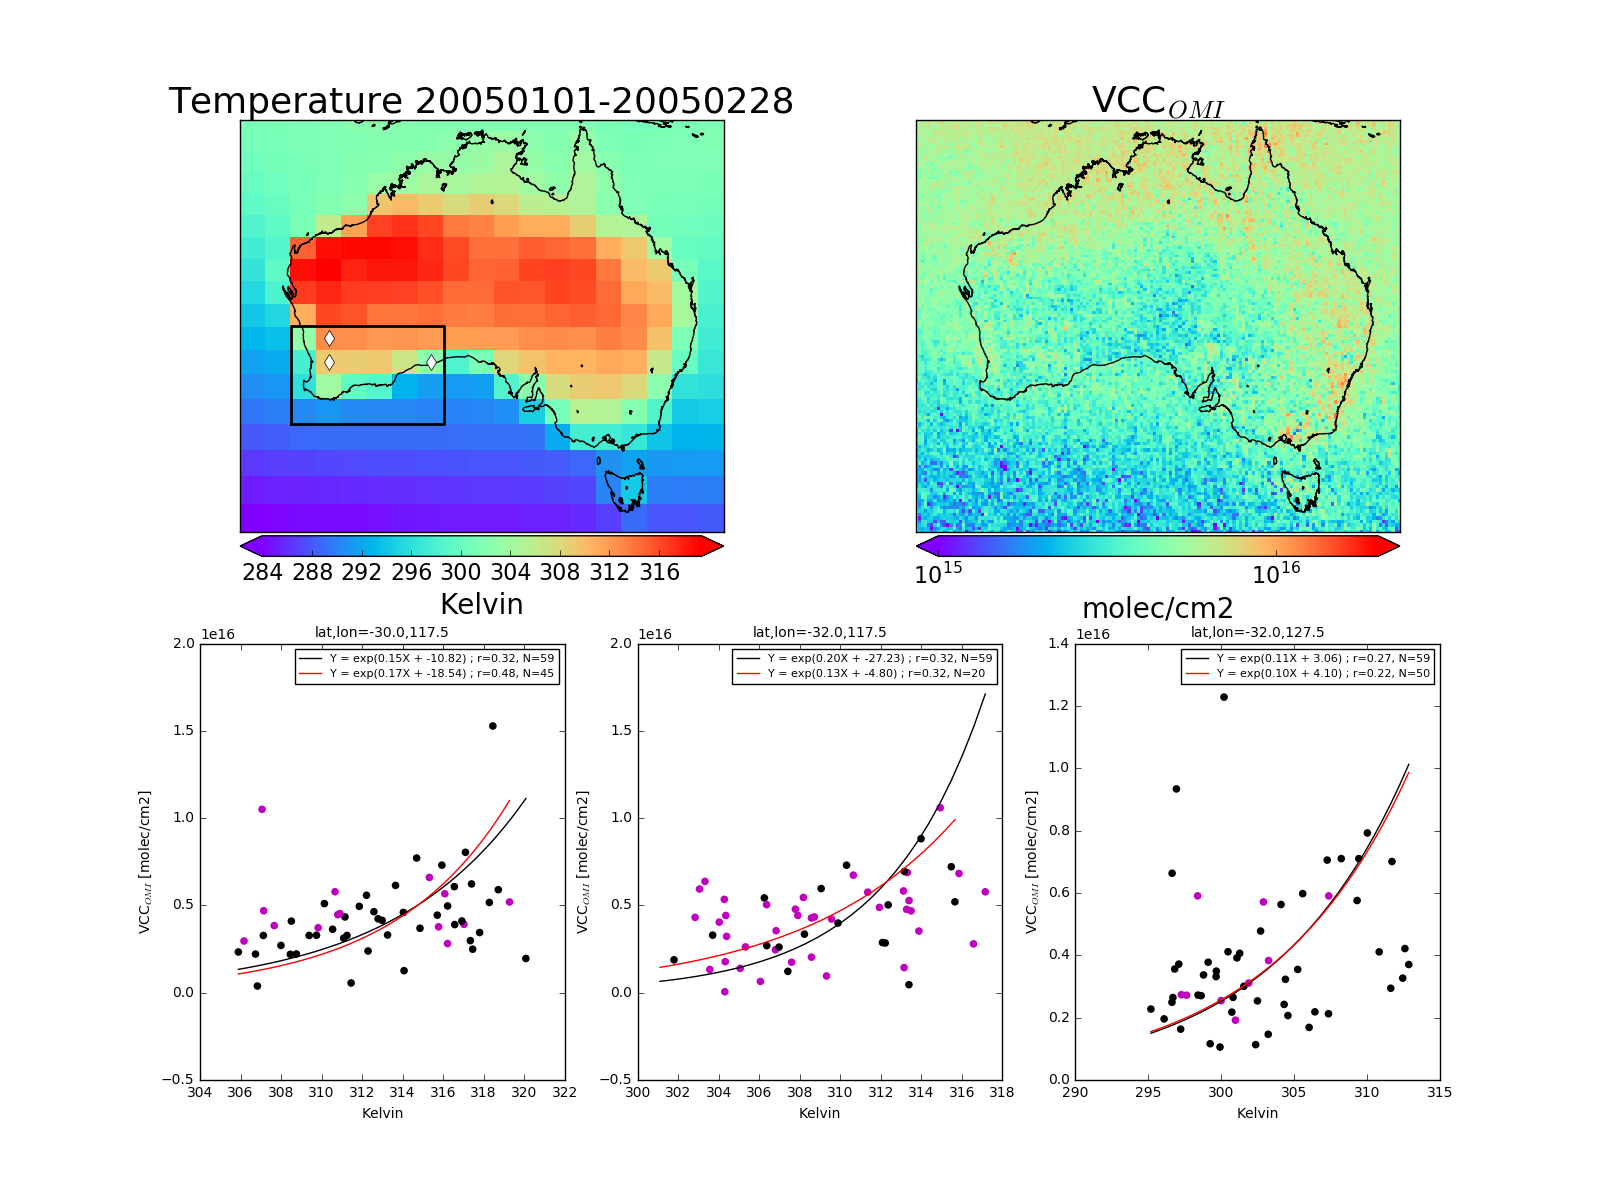 Temperature 20050101-20050228
VCC_OMI
284 288 292 296 300 304 308 312 316
Kelvin
10^15 10^16
molec/cm2
1e16
lat,lon=-30.0,117.5
Y = exp(0.15X + -10.82) ; r=0.32, N=59
Y = exp(0.17X + -18.54) ; r=0.48, N=45
2.0
1.5
1.0
0.5
0.0
−0.5
VCC_OMI [molec/cm2]
304 306 308 310 312 314 316 318 320 322
Kelvin
1e16
lat,lon=-32.0,117.5
Y = exp(0.20X + -27.23) ; r=0.32, N=59
Y = exp(0.13X + -4.80) ; r=0.32, N=20
2.0
1.5
1.0
0.5
0.0
−0.5
VCC_OMI [molec/cm2]
300 302 304 306 308 310 312 314 316 318
Kelvin
1e16
lat,lon=-32.0,127.5
Y = exp(0.11X + 3.06) ; r=0.27, N=59
Y = exp(0.10X + 4.10) ; r=0.22, N=50
1.4
1.2
1.0
0.8
0.6
0.4
0.2
0.0
VCC_OMI [molec/cm2]
290 295 300 305 310 315
Kelvin